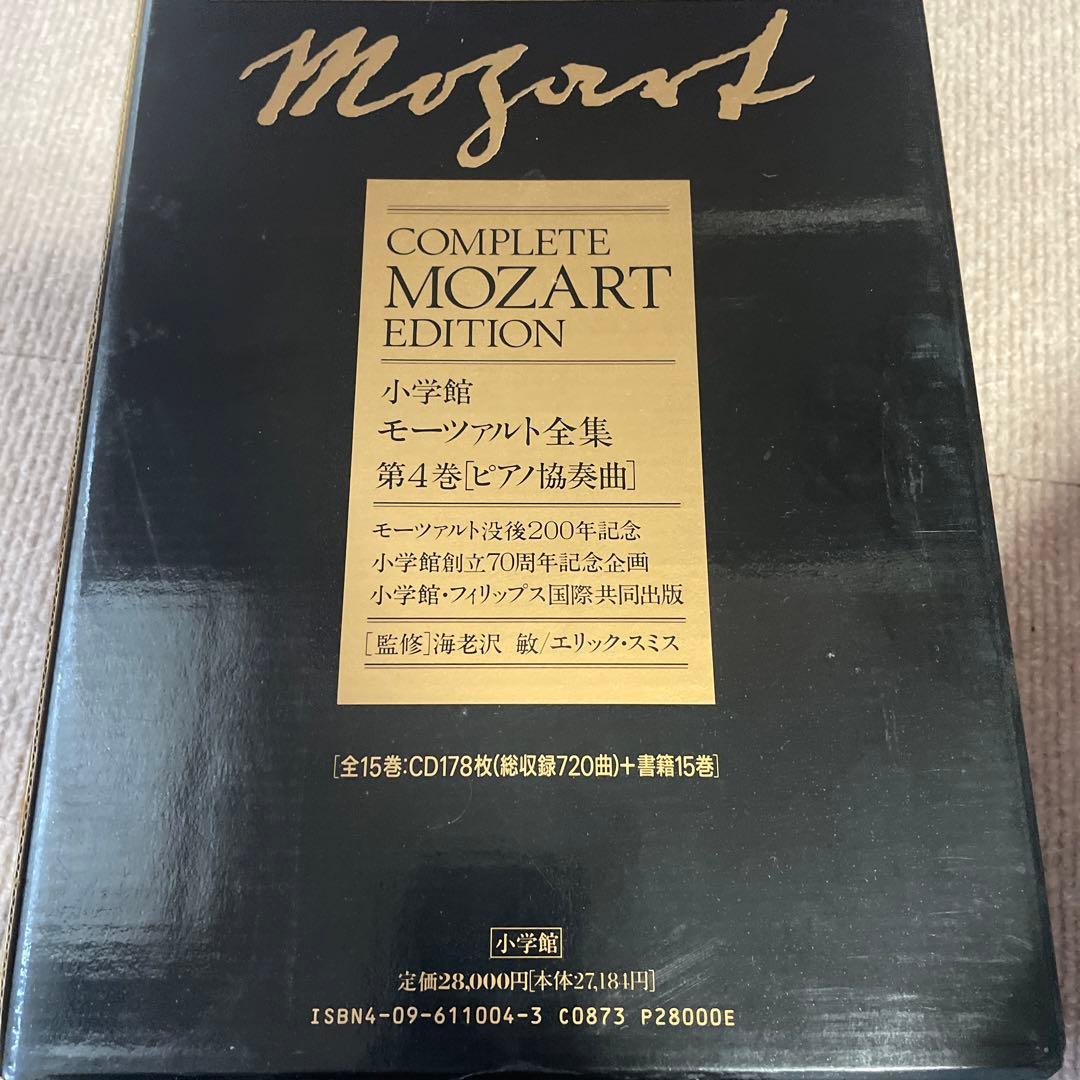 Mozart
COMPLETE
MOZART
EDITION
小学館
モーツァルト全集
第4巻[ピアノ協奏曲]
モーツァルト没後200年記念
小学館創立70周年記念企画
小学館・フィリップス国際共同出版
[監修]海老沢 敏/エリック・スミス
[全15巻:CD178枚(総収録720曲)+書籍15巻]
小学館
定価28,000円[本体27,184円]
ISBN4-09-611004-3 C0873 P28000E